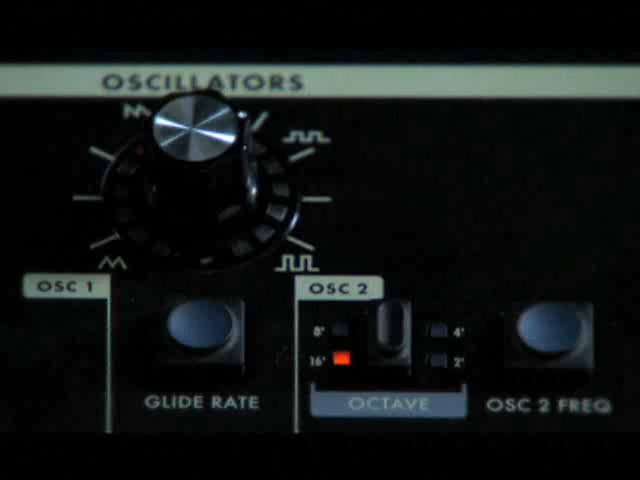 OSCILLATORS
OSC 1
OSC 2
8' 4'
16' 2'
GLIDE RATE
OCTAVE
OSC 2 FREQ